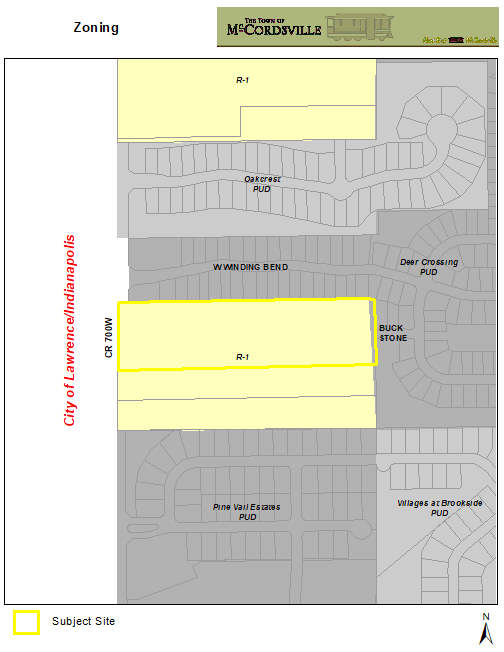 Zoning
THE TOWN OF
MCCORDSVILLE
R-1
Oakcrest
PUD
City of Lawrence/Indianapolis
CR 700W
WWINDING BEND
Deer Crossing
PUD
BUCK
STONE
R-1
Pine Vail Estates
PUD
Villages at Brookside
PUD
Subject Site
N